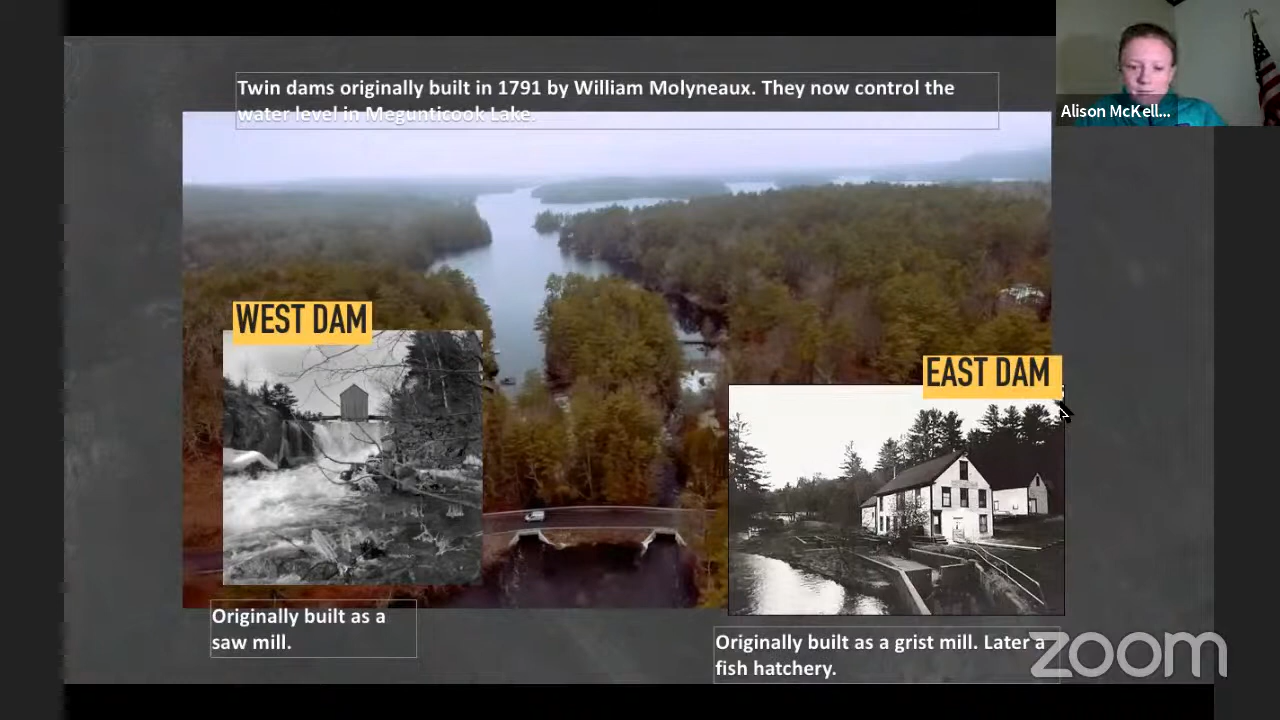 Twin dams originally built in 1791 by William Molyneaux. They now control the
water level in Megunticook Lake.
Alison McKell...
WEST DAM
EAST DAM
Originally built as a
saw mill.
Originally built as a grist mill. Later a
fish hatchery.
zoom